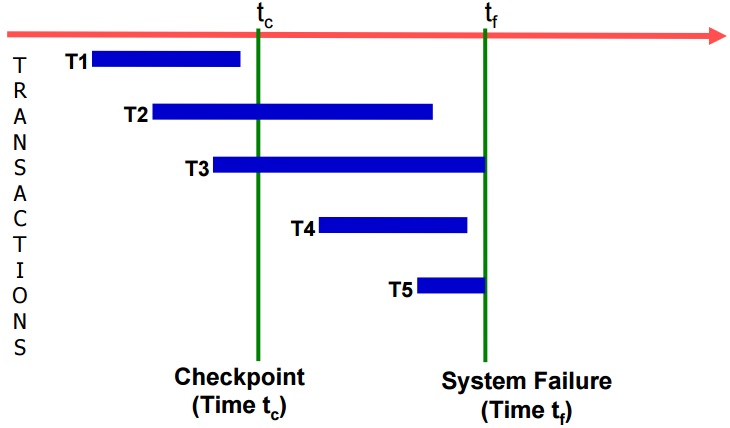 t_c t_f
T1
T2
T3
T4
T5
TRANSACTIONS
Checkpoint
(Time t_c)
System Failure
(Time t_f)